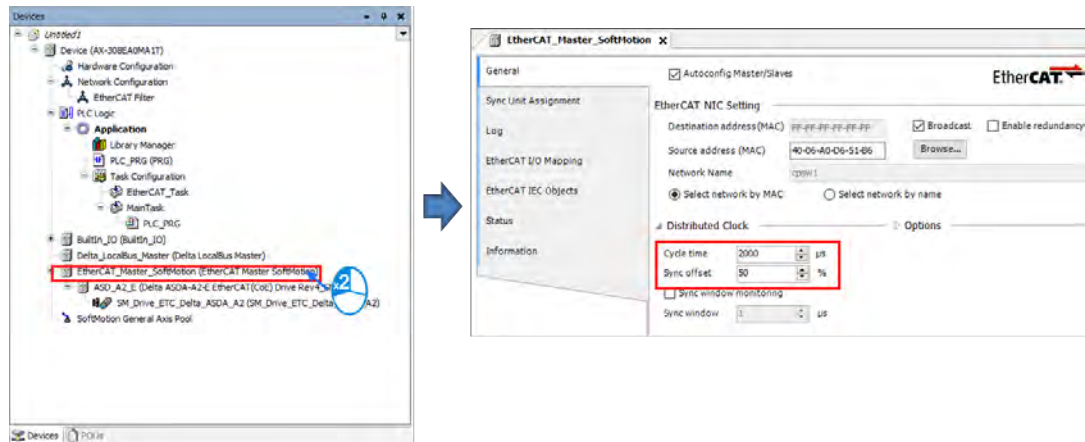 Devices
Untitled1
Device (AX-308EA0MA1T)
Hardware Configuration
Network Configuration
EtherCAT Filter
PLC Logic
Application
Library Manager
PLC_PRG (PRG)
Task Configuration
EtherCAT_Task
MainTask
PLC_PRG
BuiltIn_IO (BuiltIn_IO)
Delta_LocalBus_Master (Delta LocalBus Master)
EtherCAT_Master_SoftMotion (EtherCAT Master SoftMotion)
ASD_A2_E (Delta ASDA-A2-E EtherCAT(CoE) Drive Rev4
SM_Drive_ETC_Delta_ASDA_A2 (SM_Drive_ETC_Delta A2)
SoftMotion General Axis Pool
x2
Devices POUs
EtherCAT_Master_SoftMotion
General
Sync Unit Assignment
Log
EtherCAT I/O Mapping
EtherCAT IEC Objects
Status
Information
Autoconfig Master/Slaves
EtherCAT
EtherCAT NIC Setting
Destination address (MAC) FF-FF-FF-FF-FF-FF Broadcast Enable redundancy
Source address (MAC) 40-06-A0-D6-51-B6 Browse...
Network Name cpsw1
Select network by MAC Select network by name
Distributed Clock Options
Cycle time 2000 µs
Sync offset 50 %
Sync window monitoring
Sync window 1 µs